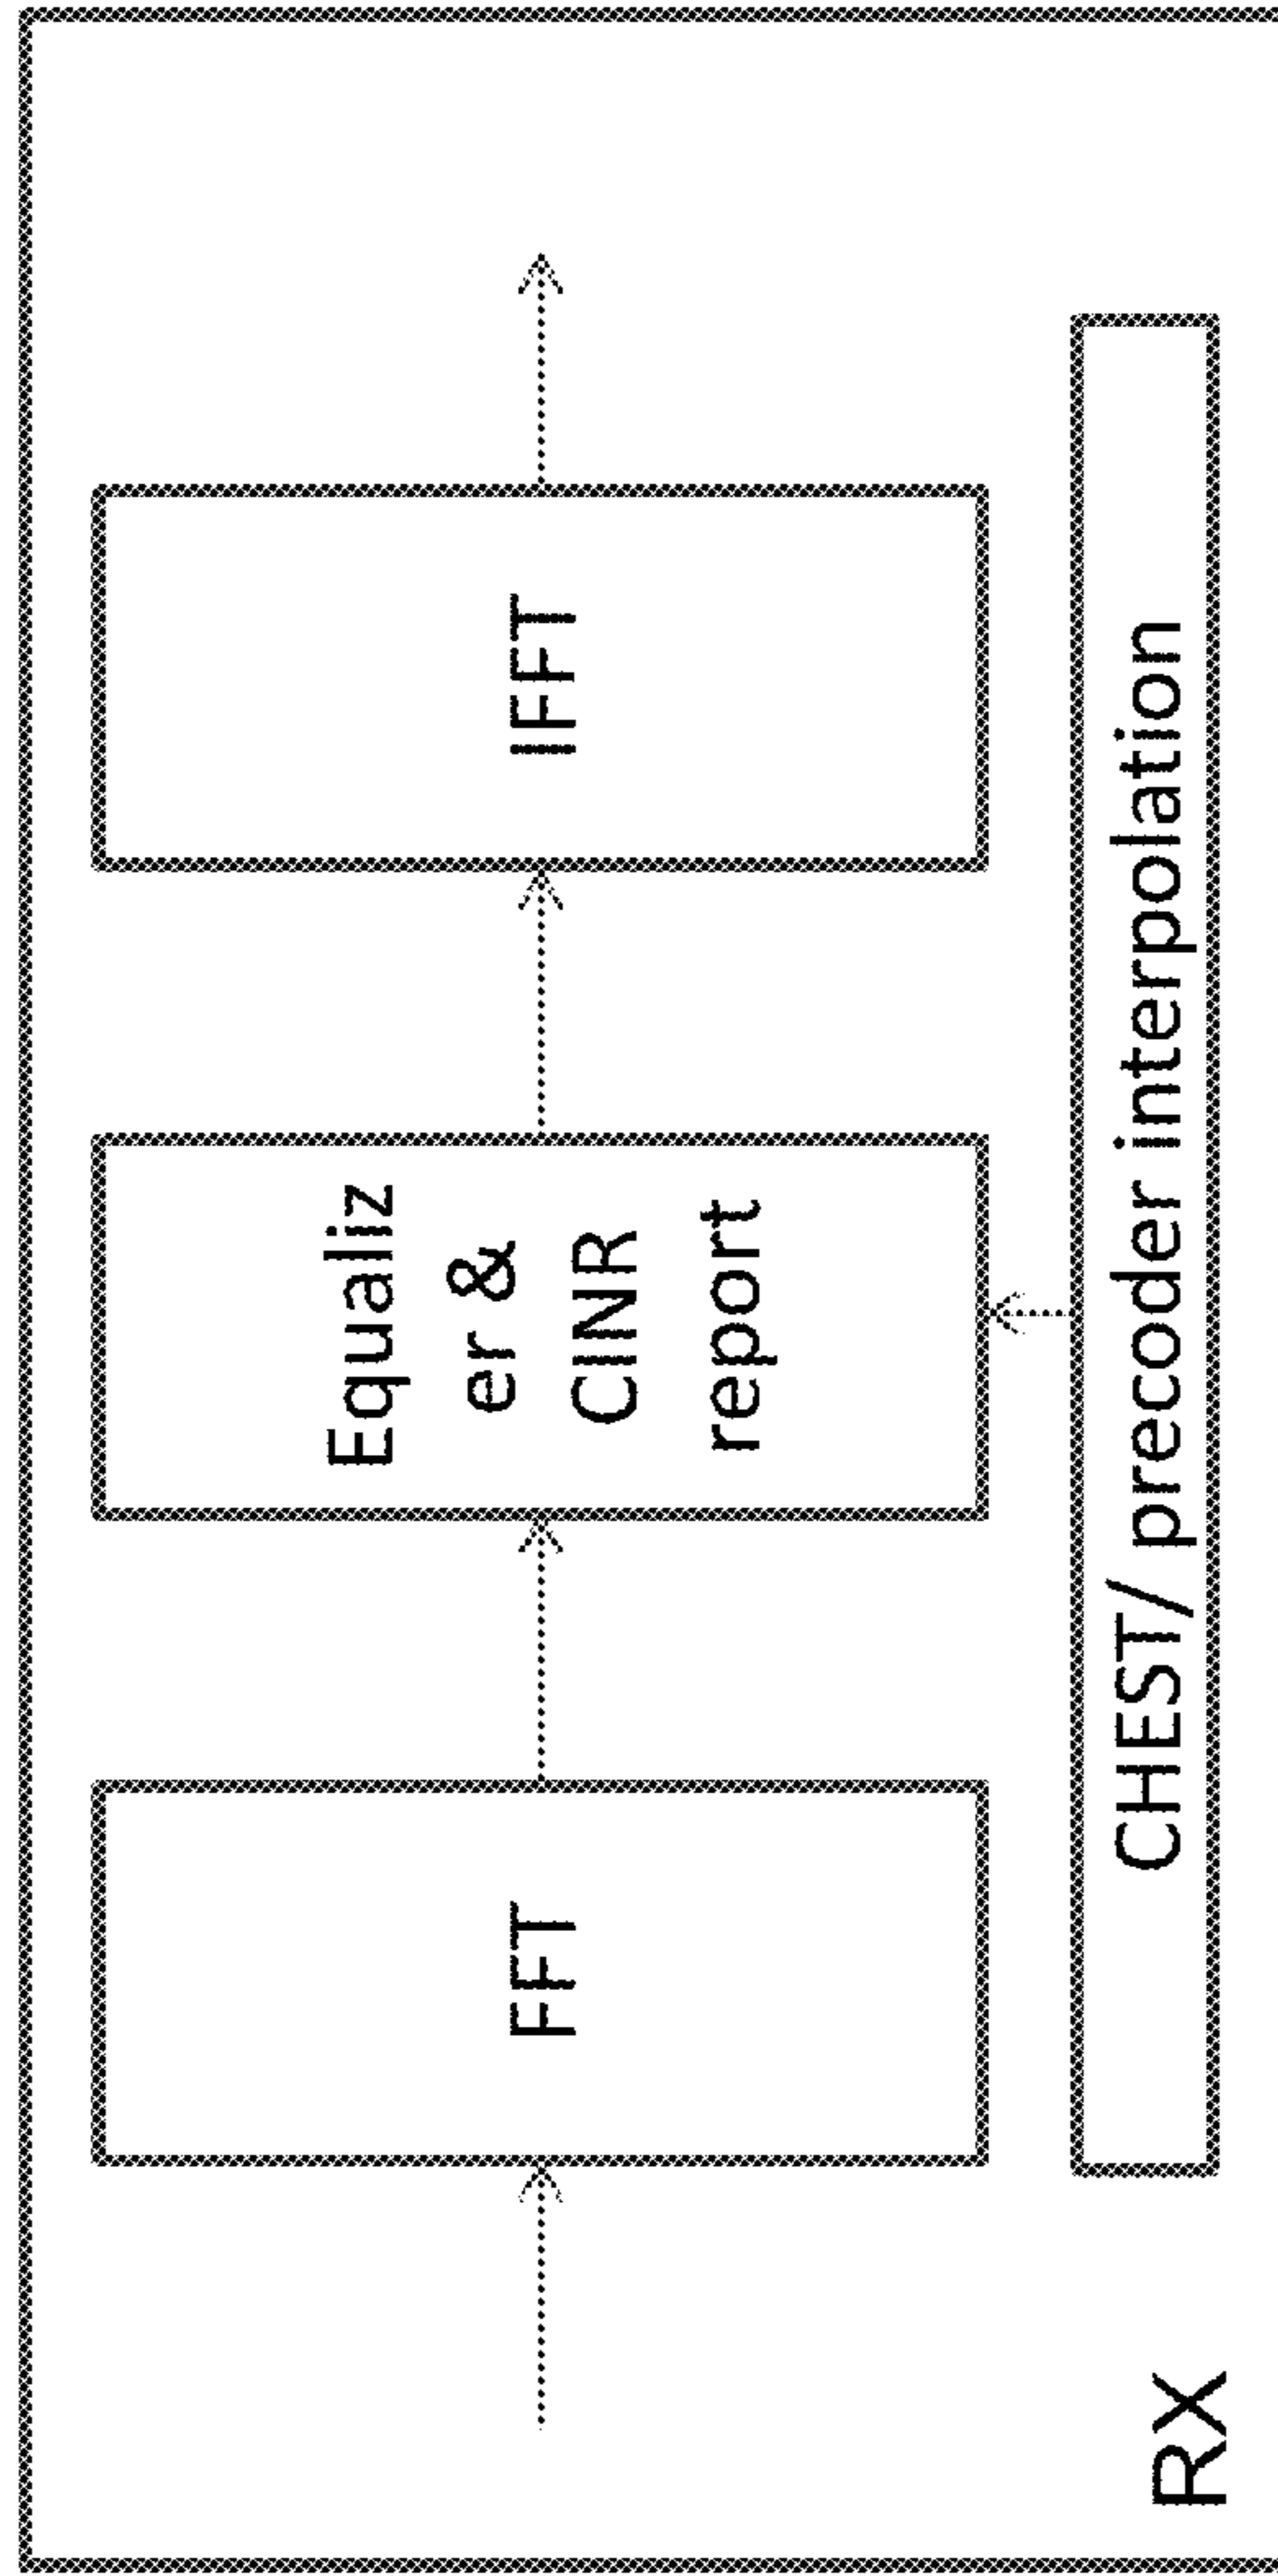 FFT
Equaliz
er &
CINR
report
IFFT
CHEST/ precoder interpolation
RX